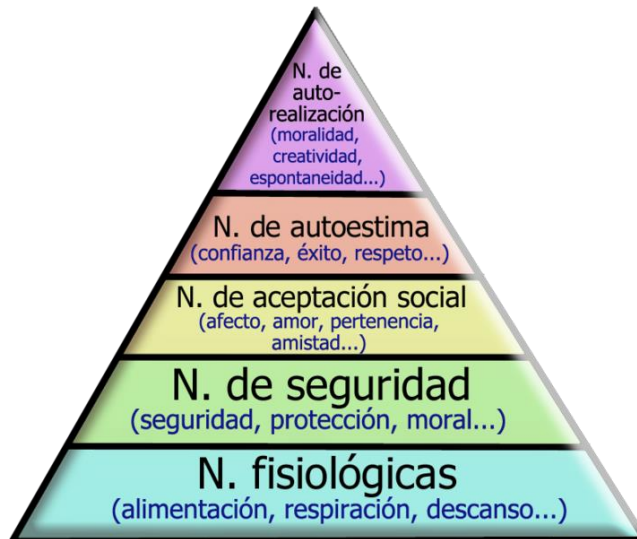 N. de
auto-
realización
(moralidad,
creatividad,
espontaneidad...)
N. de autoestima
(confianza, éxito, respeto...)
N. de aceptación social
(afecto, amor, pertenencia,
amistad...)
N. de seguridad
(seguridad, protección, moral...)
N. fisiológicas
(alimentación, respiración, descanso...)